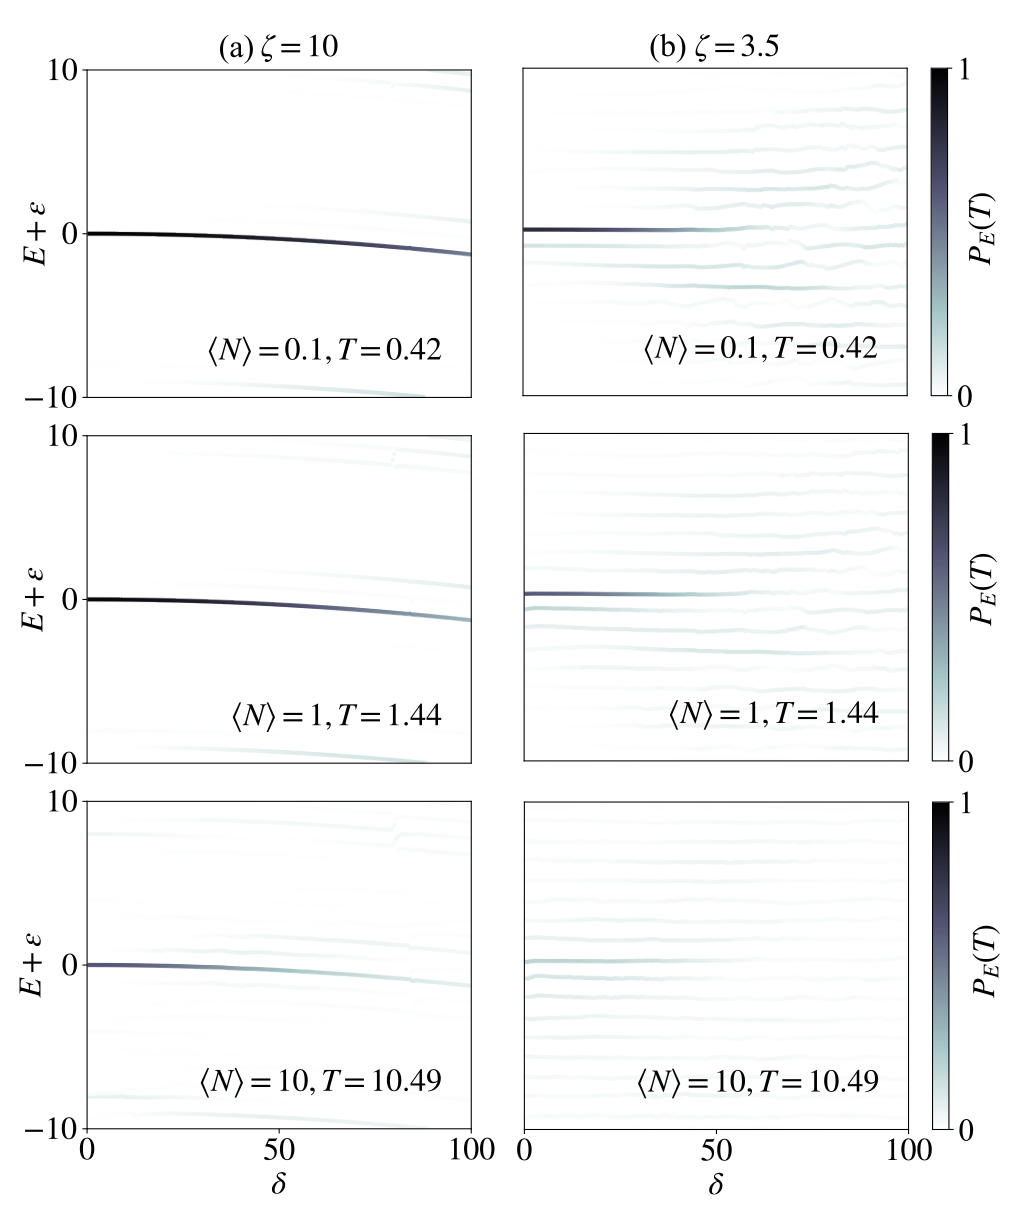 (a) ζ = 10
(b) ζ = 3.5
10
0
−10
E + ε
⟨N⟩ = 0.1, T = 0.42
⟨N⟩ = 0.1, T = 0.42
1
0
P_E(T)
10
0
−10
E + ε
⟨N⟩ = 1, T = 1.44
⟨N⟩ = 1, T = 1.44
1
0
P_E(T)
10
0
−10
E + ε
⟨N⟩ = 10, T = 10.49
⟨N⟩ = 10, T = 10.49
1
0
P_E(T)
0 50 100
δ
0 50 100
δ